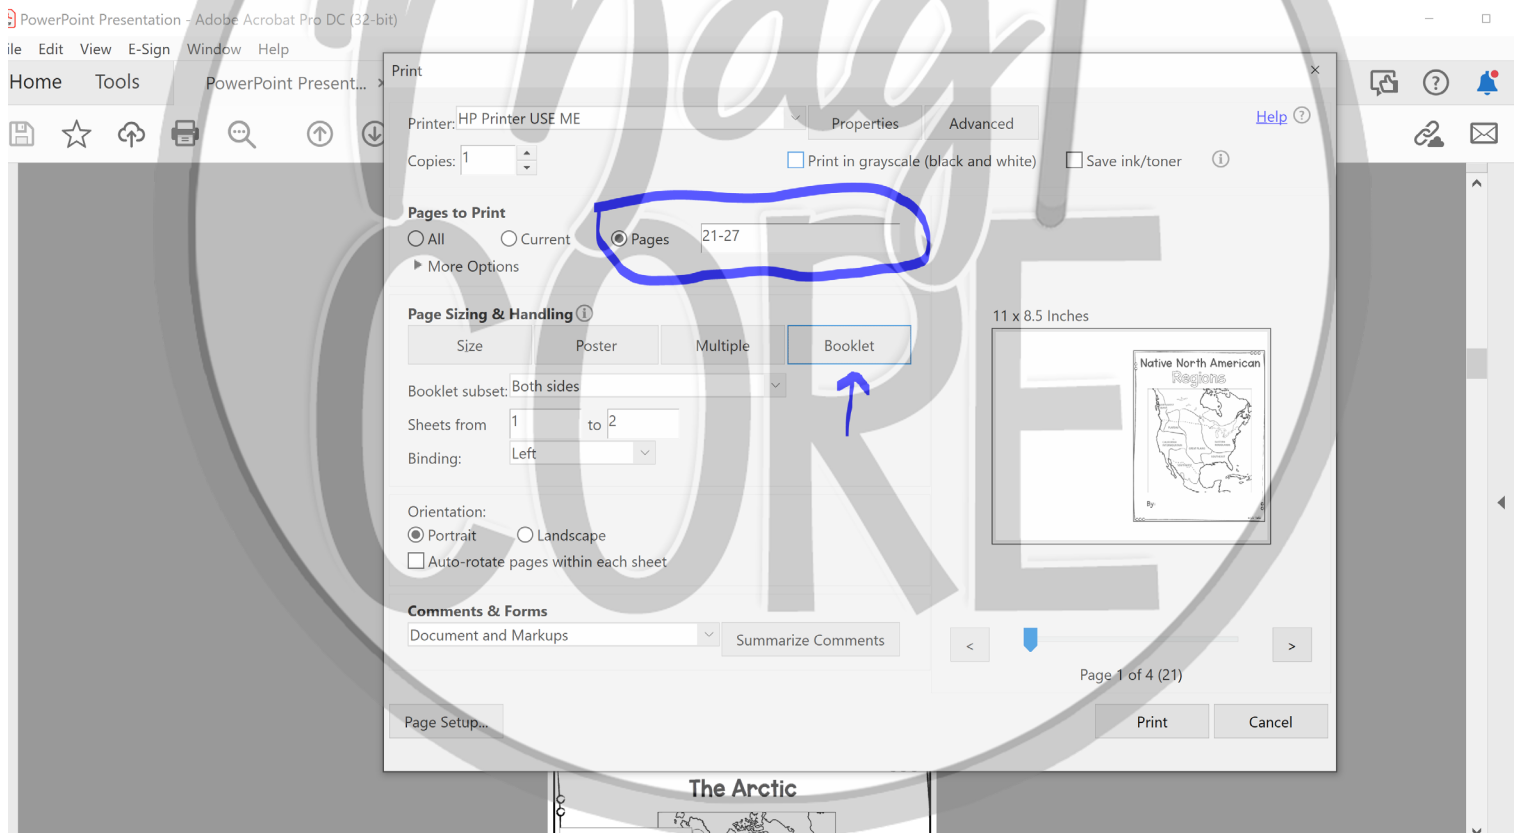 PowerPoint Presentation - Adobe Acrobat Pro DC (32-bit)
ile Edit View E-Sign Window Help
Home Tools PowerPoint Present... ×
Print
Printer: HP Printer USE ME Properties Advanced Help
Copies: 1 Print in grayscale (black and white) Save ink/toner
Pages to Print
All Current Pages 21-27
More Options
Page Sizing & Handling
Size Poster Multiple Booklet
Booklet subset: Both sides
Sheets from 1 to 2
Binding: Left
Orientation:
Portrait Landscape
Auto-rotate pages within each sheet
Comments & Forms
Document and Markups Summarize Comments
11 x 8.5 Inches
Native North American
Regions
By:
< >
Page 1 of 4 (21)
Page Setup... Print Cancel
The Arctic
CORE